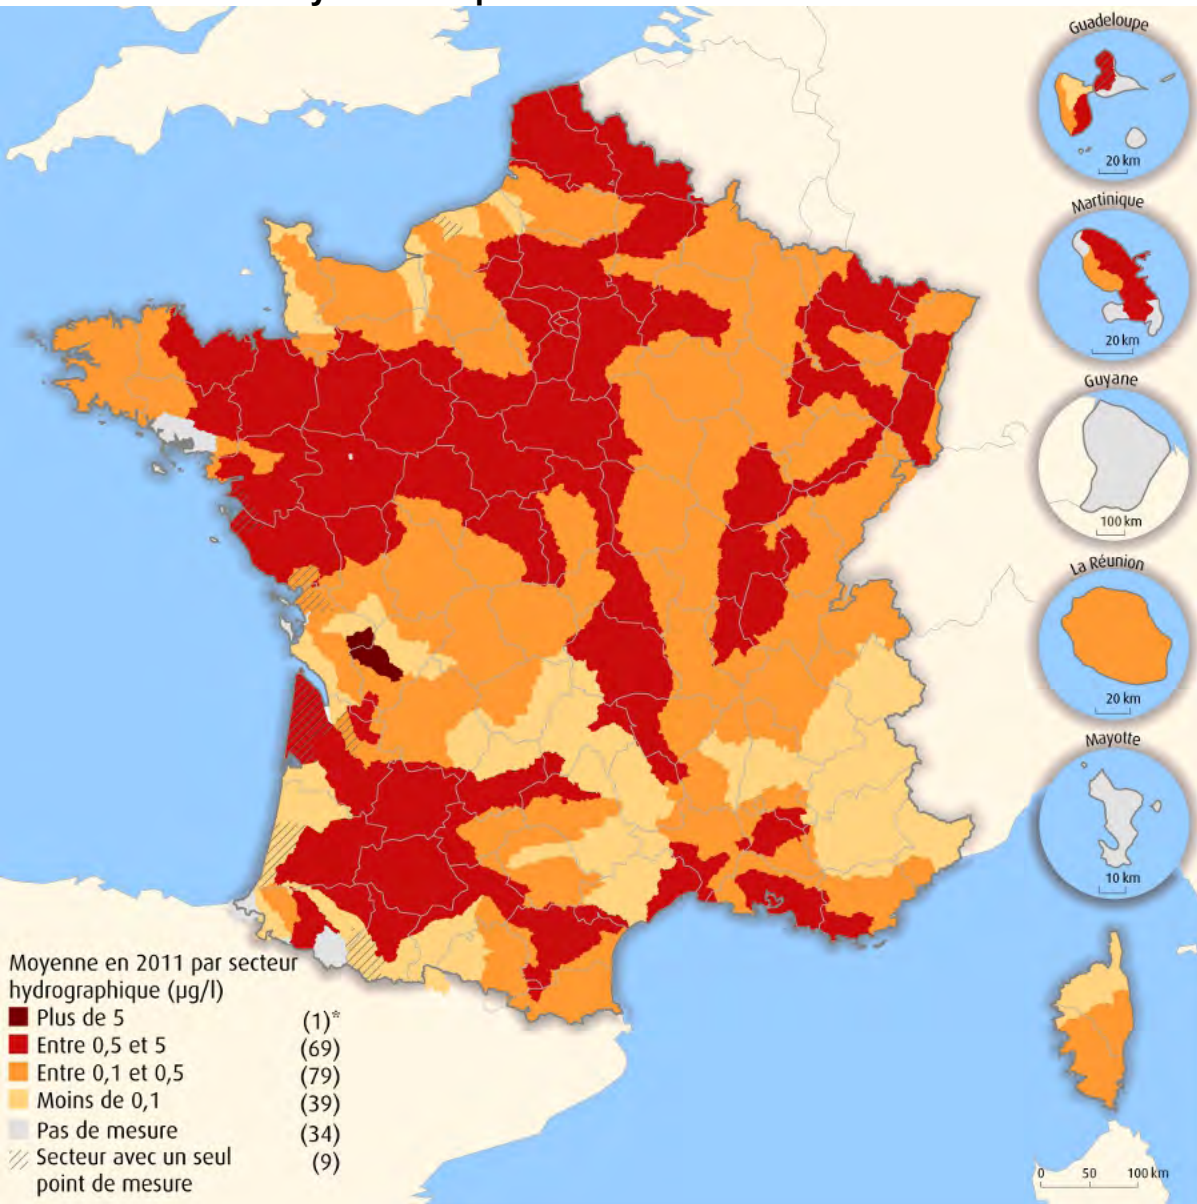 Guadeloupe
20 km
Martinique
20 km
Guyane
100 km
La Réunion
20 km
Mayotte
10 km
Moyenne en 2011 par secteur
hydrographique (µg/l)
Plus de 5 (1)*
Entre 0,5 et 5 (69)
Entre 0,1 et 0,5 (79)
Moins de 0,1 (39)
Pas de mesure (34)
Secteur avec un seul (9)
point de mesure
0 50 100 km